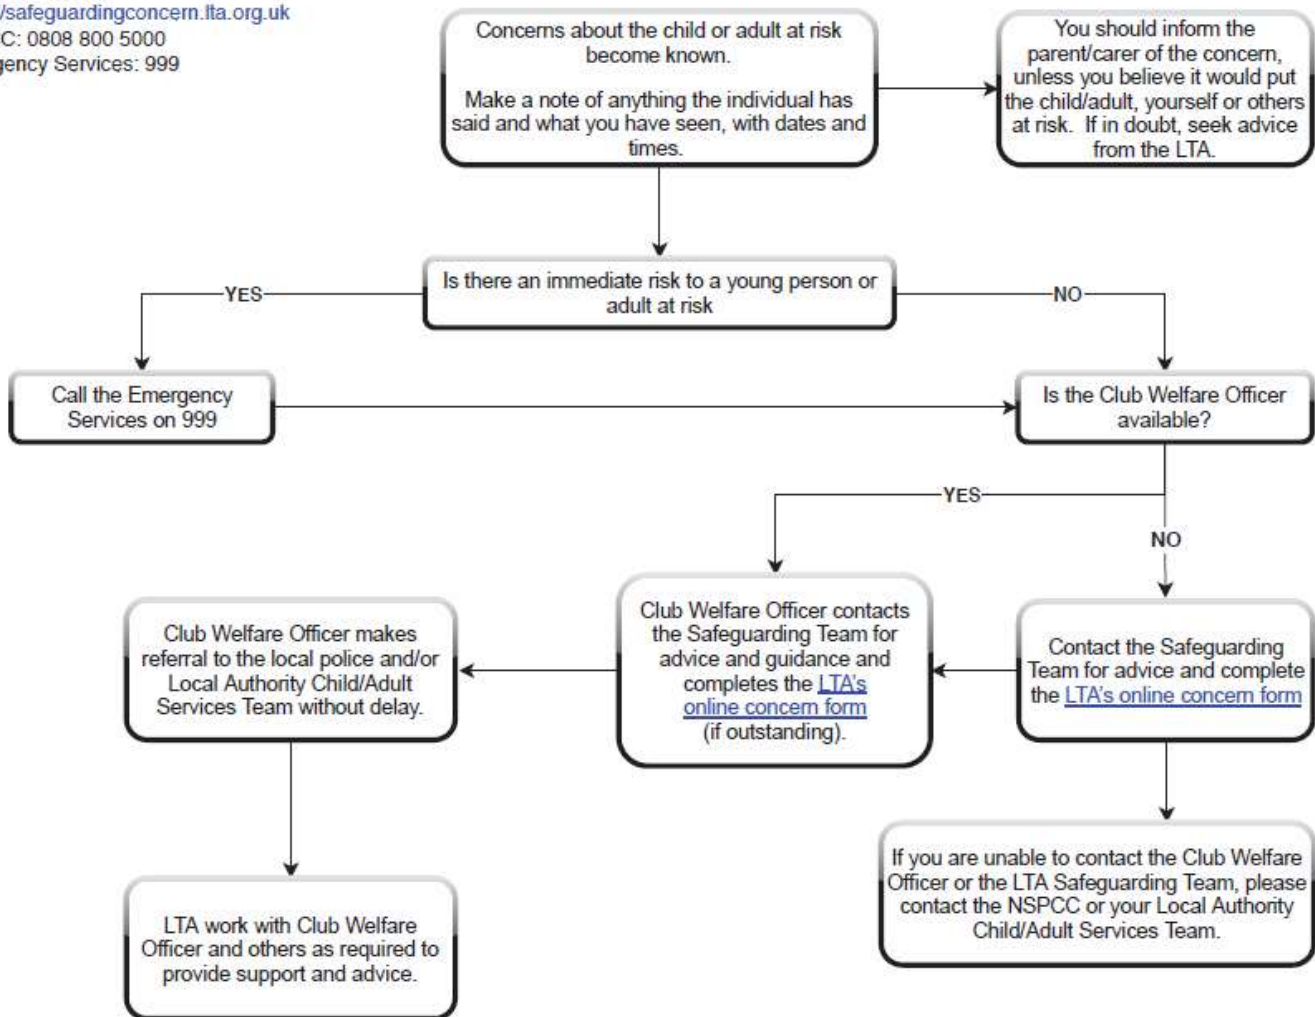 /safeguardingconcern.lta.org.uk
C: 0808 800 5000
gency Services: 999
Concerns about the child or adult at risk
become known.
Make a note of anything the individual has
said and what you have seen, with dates and
times.
You should inform the
parent/carer of the concern,
unless you believe it would put
the child/adult, yourself or others
at risk. If in doubt, seek advice
from the LTA.
Is there an immediate risk to a young person or
adult at risk
YES
NO
Call the Emergency
Services on 999
Is the Club Welfare Officer
available?
YES
NO
Club Welfare Officer makes
referral to the local police and/or
Local Authority Child/Adult
Services Team without delay.
Club Welfare Officer contacts
the Safeguarding Team for
advice and guidance and
completes the LTA's
online concern form
(if outstanding).
Contact the Safeguarding
Team for advice and complete
the LTA's online concern form
LTA work with Club Welfare
Officer and others as required to
provide support and advice.
If you are unable to contact the Club Welfare
Officer or the LTA Safeguarding Team, please
contact the NSPCC or your Local Authority
Child/Adult Services Team.